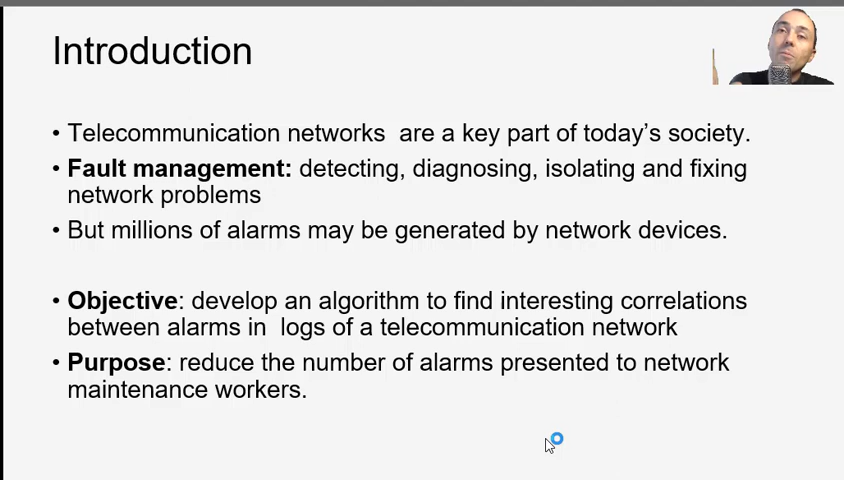 Introduction
• Telecommunication networks  are a key part of today’s society.
• Fault management: detecting, diagnosing, isolating and fixing
network problems
• But millions of alarms may be generated by network devices.
• Objective: develop an algorithm to find interesting correlations
between alarms in  logs of a telecommunication network
• Purpose: reduce the number of alarms presented to network
maintenance workers.